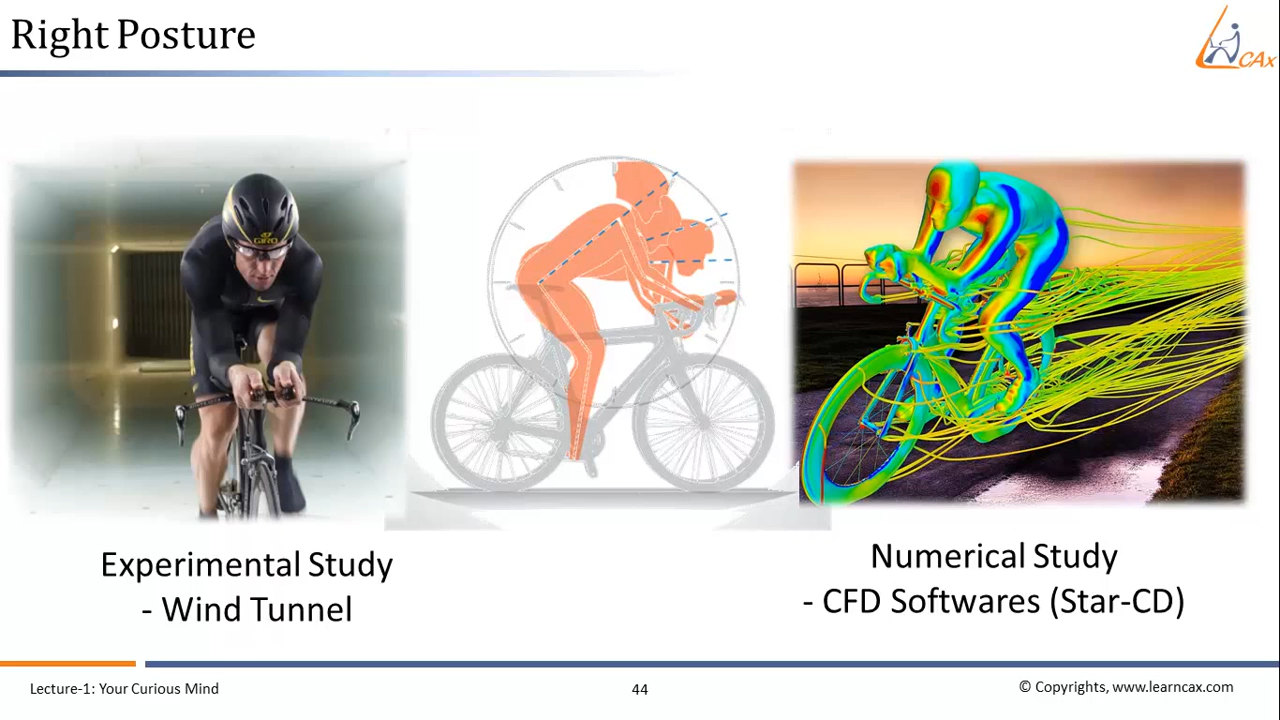 Right Posture
CAx
GIRO
Experimental Study
- Wind Tunnel
Numerical Study
- CFD Softwares (Star-CD)
Lecture-1: Your Curious Mind
44
© Copyrights, www.learncax.com